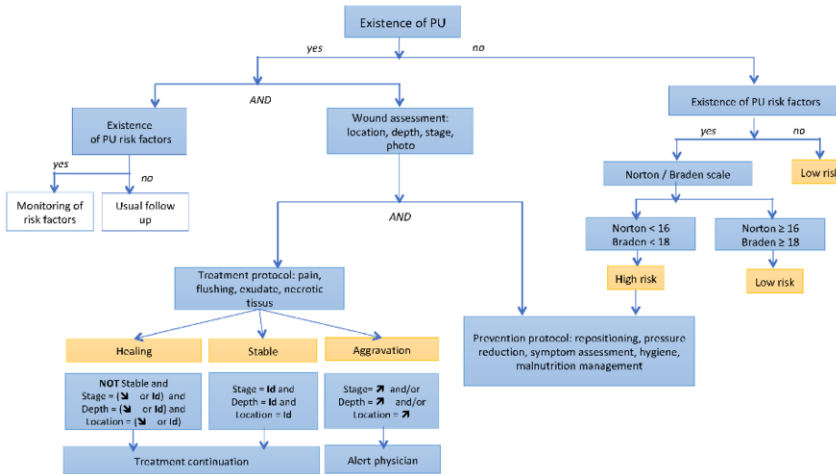 Existence of PU
yes
no
AND
Existence
of PU risk factors
Wound assessment:
location, depth, stage,
photo
Existence of PU risk factors
yes
no
yes
no
Norton / Braden scale
Low risk
Monitoring of
risk factors
Usual follow
up
AND
Norton < 16
Braden < 18
Norton ≥ 16
Braden ≥ 18
Treatment protocol: pain,
flushing, exudate, necrotic
tissus
High risk
Low risk
Prevention protocol: repositioning, pressure
reduction, symptom assessment, hygiene,
malnutrition management
Healing
Stable
Aggravation
NOT Stable and
Stage = (↘ or Id) and
Depth = (↘ or Id) and
Location = (↘ or Id)
Stage = Id and
Depth = Id and
Location = Id
Stage= ↗ and/or
Depth = ↗ and/or
Location = ↗
Treatment continuation
Alert physician